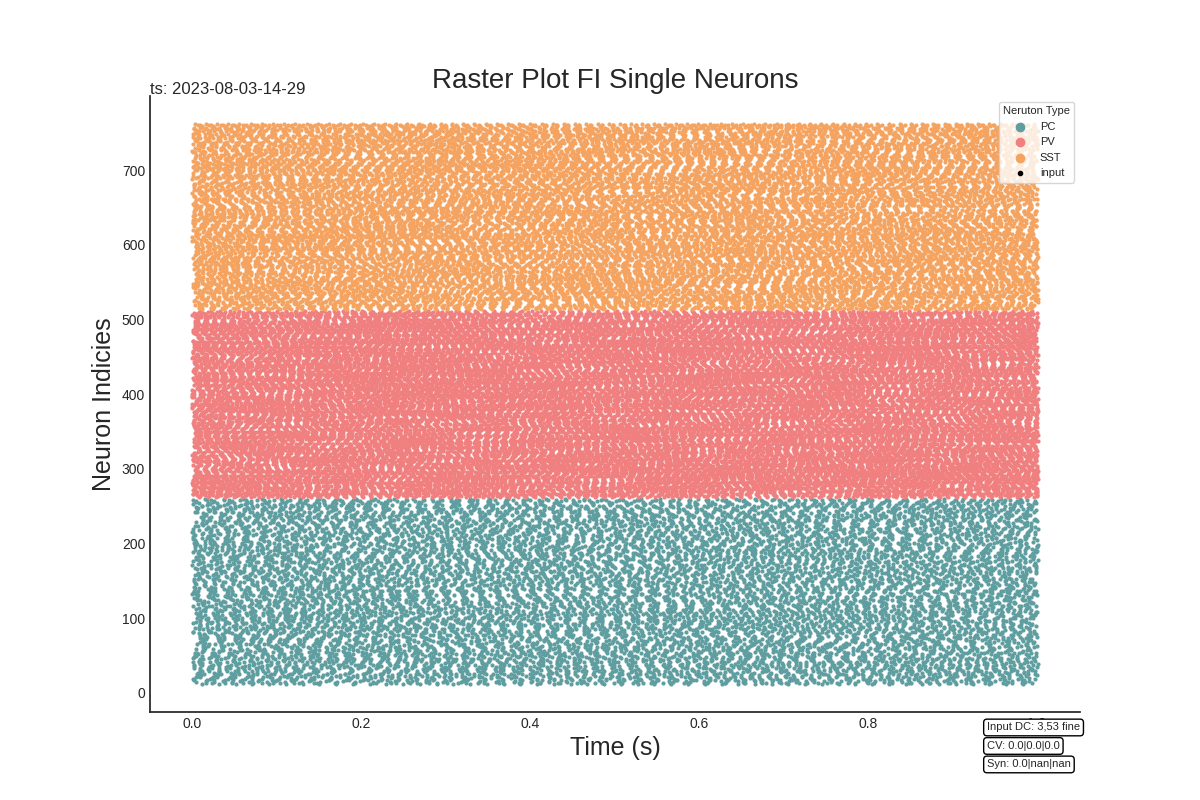 Raster Plot FI Single Neurons
ts: 2023-08-03-14-29
Neruton Type
PC
PV
SST
input
Neuron Indicies
700
600
500
400
300
200
100
0
0.0
0.2
0.4
0.6
0.8
Time (s)
Input DC: 3,53 fine
CV: 0.0|0.0|0.0
Syn: 0.0|nan|nan